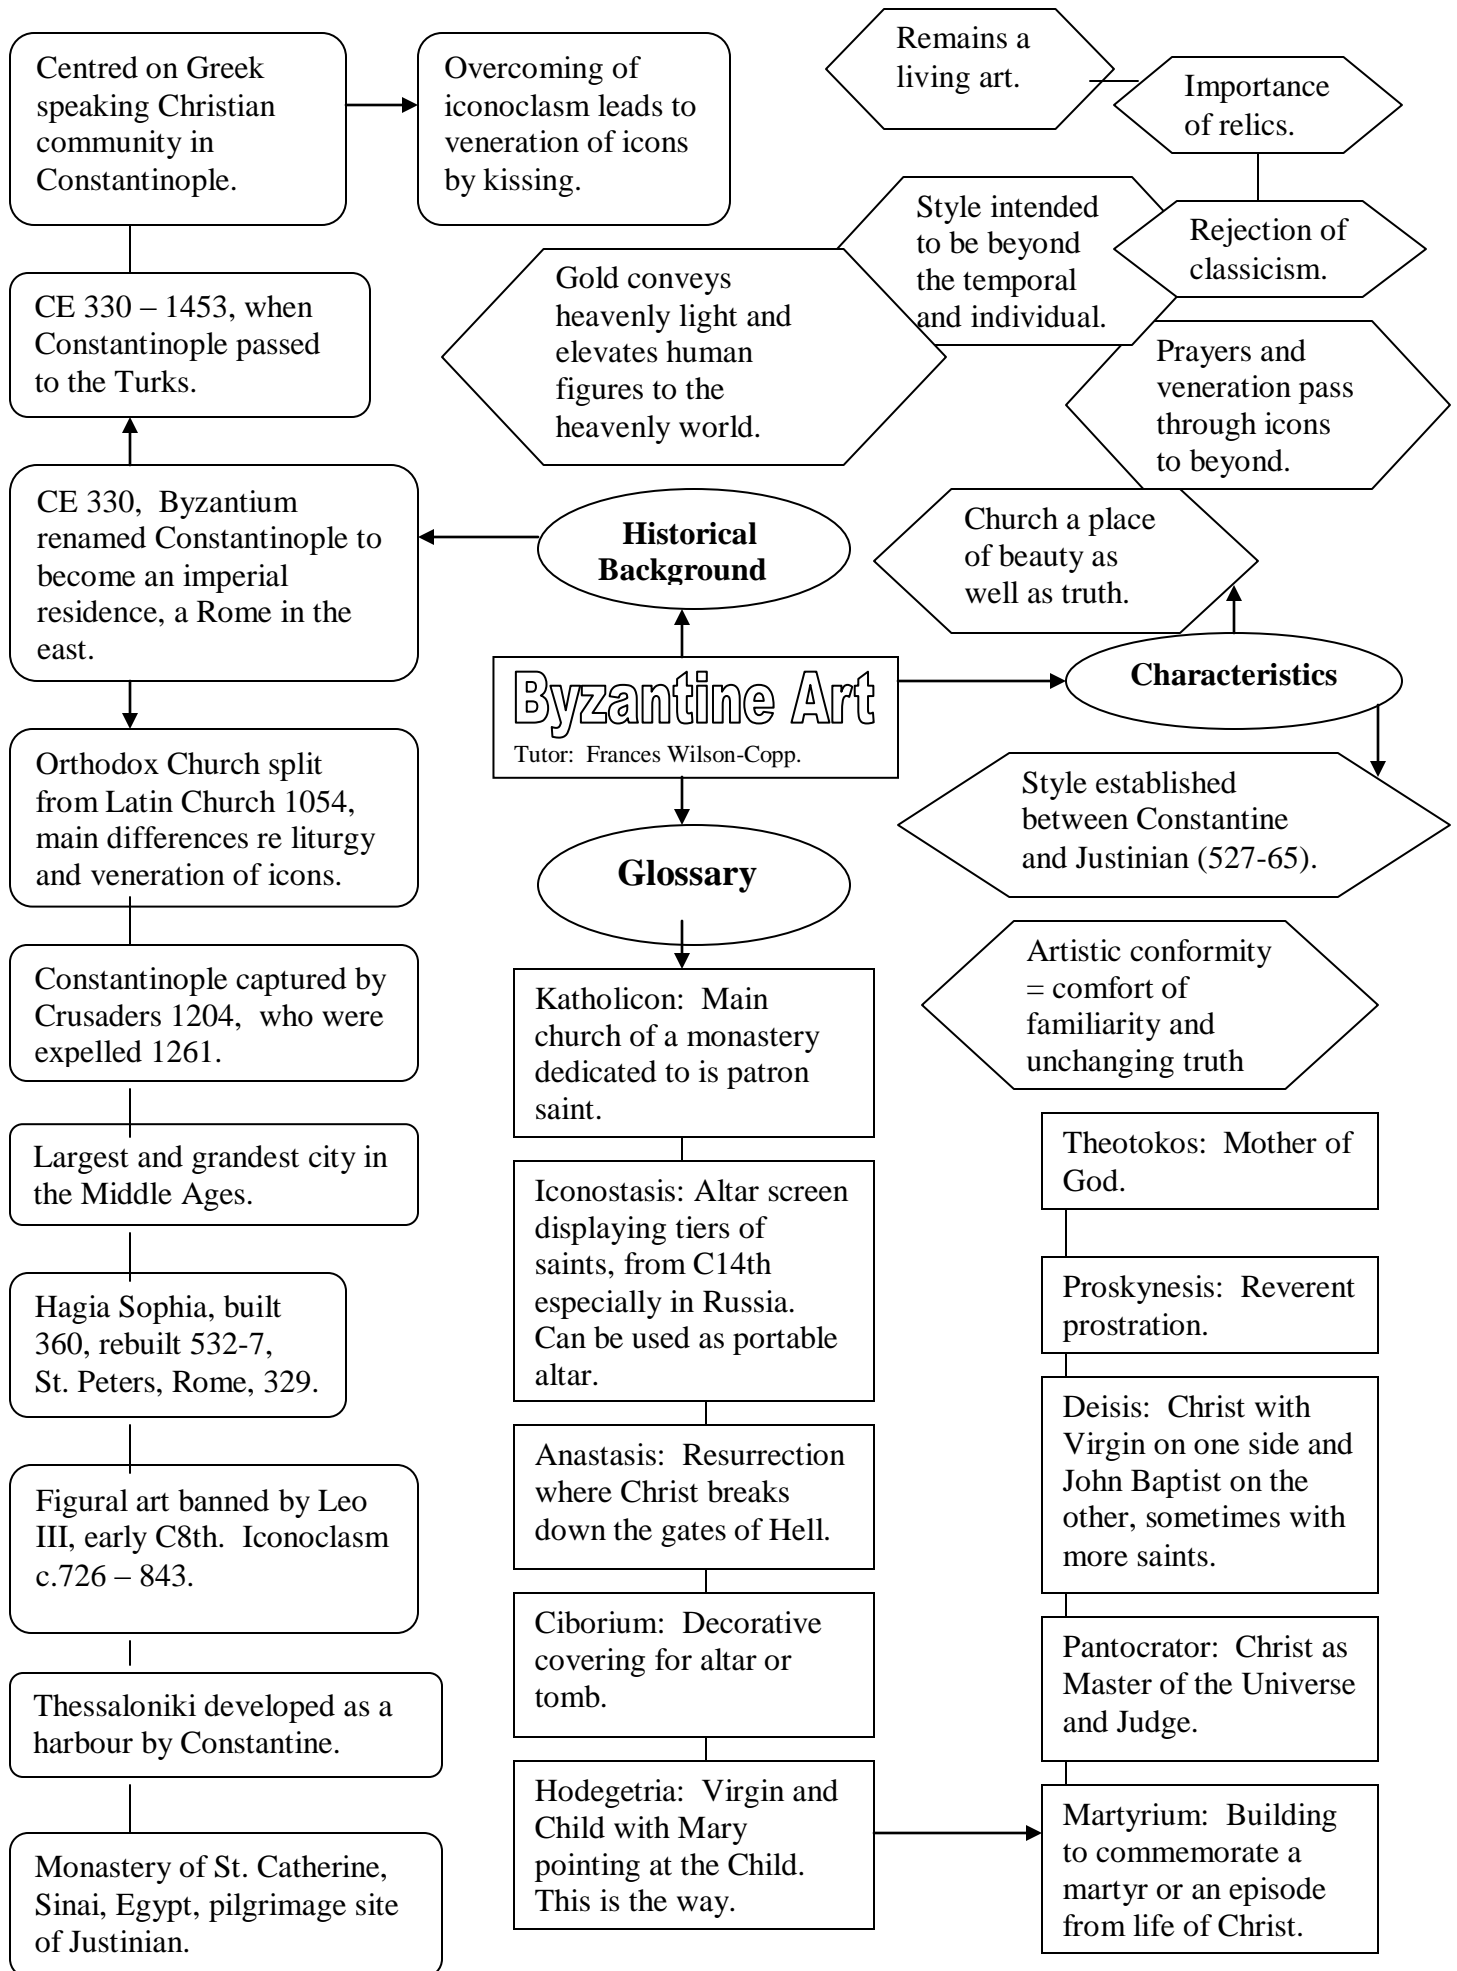 Centred on Greek
speaking Christian
community in
Constantinople.
Overcoming of
iconoclasm leads to
veneration of icons
by kissing.
Remains a
living art.
Importance
of relics.
Style intended
to be beyond
the temporal
and individual.
Rejection of
classicism.
Gold conveys
heavenly light and
elevates human
figures to the
heavenly world.
CE 330 – 1453, when
Constantinople passed
to the Turks.
Prayers and
veneration pass
through icons
to beyond.
CE 330,  Byzantium
renamed Constantinople to
become an imperial
residence, a Rome in the
east.
Historical
Background
Church a place
of beauty as
well as truth.
Byzantine Art
Tutor:  Frances Wilson-Copp.
Characteristics
Orthodox Church split
from Latin Church 1054,
main differences re liturgy
and veneration of icons.
Style established
between Constantine
and Justinian (527-65).
Glossary
Artistic conformity
= comfort of
familiarity and
unchanging truth
Constantinople captured by
Crusaders 1204,  who were
expelled 1261.
Katholicon:  Main
church of a monastery
dedicated to is patron
saint.
Largest and grandest city in
the Middle Ages.
Theotokos:  Mother of
God.
Iconostasis: Altar screen
displaying tiers of
saints, from C14th
especially in Russia.
Can be used as portable
altar.
Hagia Sophia, built
360, rebuilt 532-7,
St. Peters, Rome, 329.
Proskynesis:  Reverent
prostration.
Deisis:  Christ with
Virgin on one side and
John Baptist on the
other, sometimes with
more saints.
Anastasis:  Resurrection
where Christ breaks
down the gates of Hell.
Figural art banned by Leo
III, early C8th.  Iconoclasm
c.726 – 843.
Ciborium:  Decorative
covering for altar or
tomb.
Pantocrator:  Christ as
Master of the Universe
and Judge.
Thessaloniki developed as a
harbour by Constantine.
Hodegetria:  Virgin and
Child with Mary
pointing at the Child.
This is the way.
Martyrium:  Building
to commemorate a
martyr or an episode
from life of Christ.
Monastery of St. Catherine,
Sinai, Egypt, pilgrimage site
of Justinian.